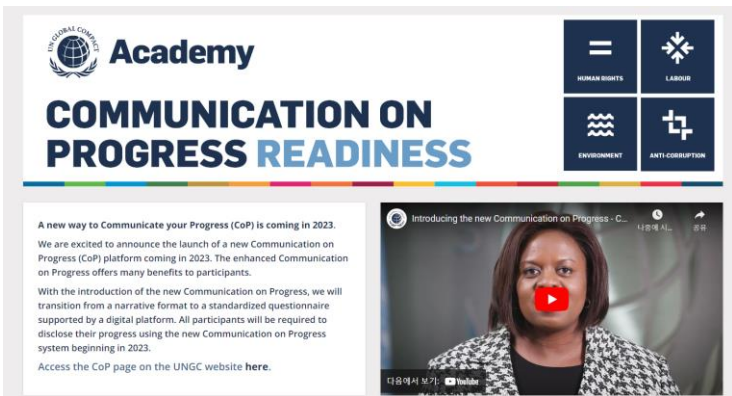 UN GLOBAL COMPACT
Academy
COMMUNICATION ON
PROGRESS READINESS
HUMAN RIGHTS
LABOUR
ENVIRONMENT
ANTI-CORRUPTION
A new way to Communicate your Progress (CoP) is coming in 2023.
We are excited to announce the launch of a new Communication on
Progress (CoP) platform coming in 2023. The enhanced Communication
on Progress offers many benefits to participants.
With the introduction of the new Communication on Progress, we will
transition from a narrative format to a standardized questionnaire
supported by a digital platform. All participants will be required to
disclose their progress using the new Communication on Progress
system beginning in 2023.
Access the CoP page on the UNGC website here.
Introducing the new Communication on Progress - C...
나중에 시...
공유
다음에서 보기: YouTube